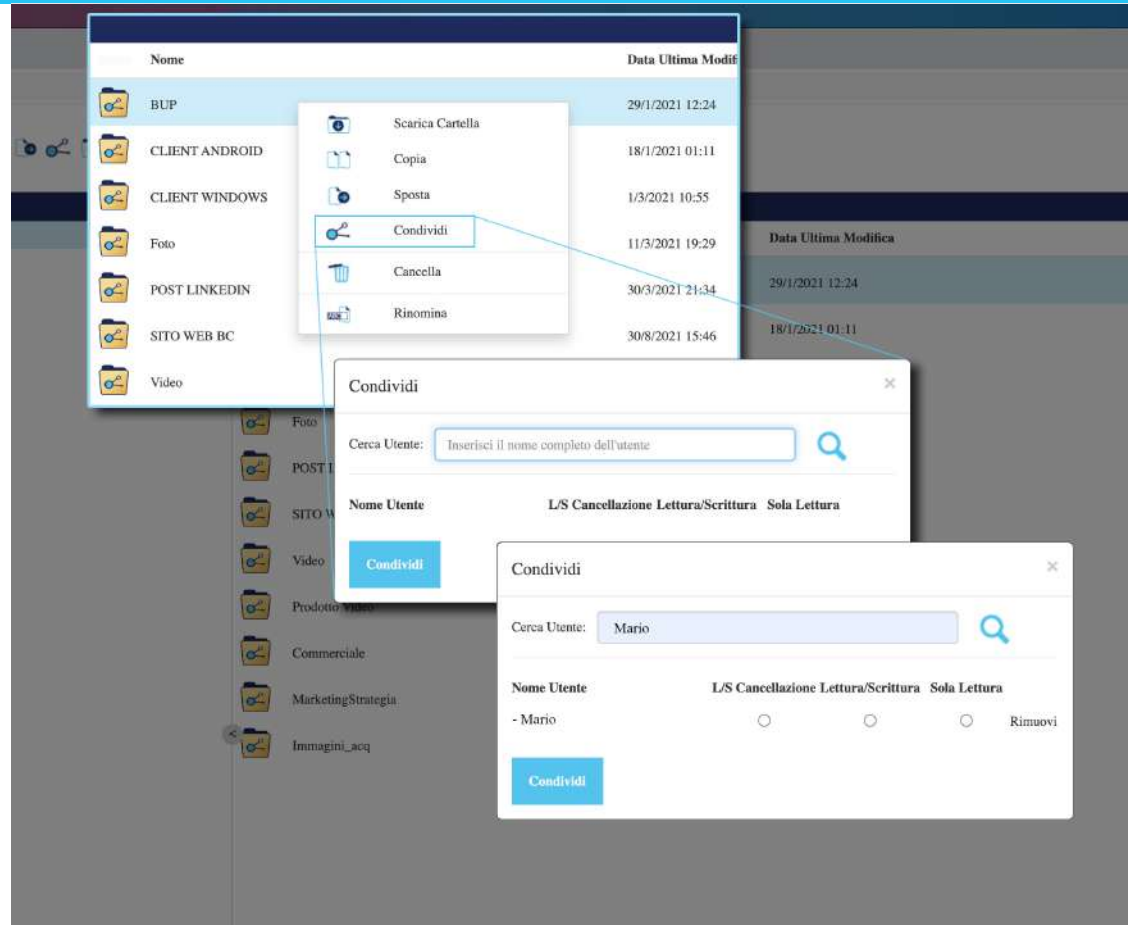 Nome Data Ultima Modifi
BUP 29/1/2021 12:24
CLIENT ANDROID 18/1/2021 01:11
CLIENT WINDOWS 1/3/2021 10:55
Foto 11/3/2021 19:29
POST LINKEDIN 30/3/2021 21:34
SITO WEB BC 30/8/2021 15:46
Video
Scarica Cartella
Copia
Sposta
Condividi
Cancella
Rinomina
Data Ultima Modifica
29/1/2021 12:24
18/1/2021 01:11
Condividi ×
Cerca Utente: Inserisci il nome completo dell'utente
Nome Utente L/S Cancellazione Lettura/Scrittura Sola Lettura
Condividi
Foto
POST L
SITO W
Video
Prodotto Video
Commerciale
MarketingStrategia
< Immagini_acq
Condividi ×
Cerca Utente: Mario
Nome Utente L/S Cancellazione Lettura/Scrittura Sola Lettura
- Mario Rimuovi
Condividi